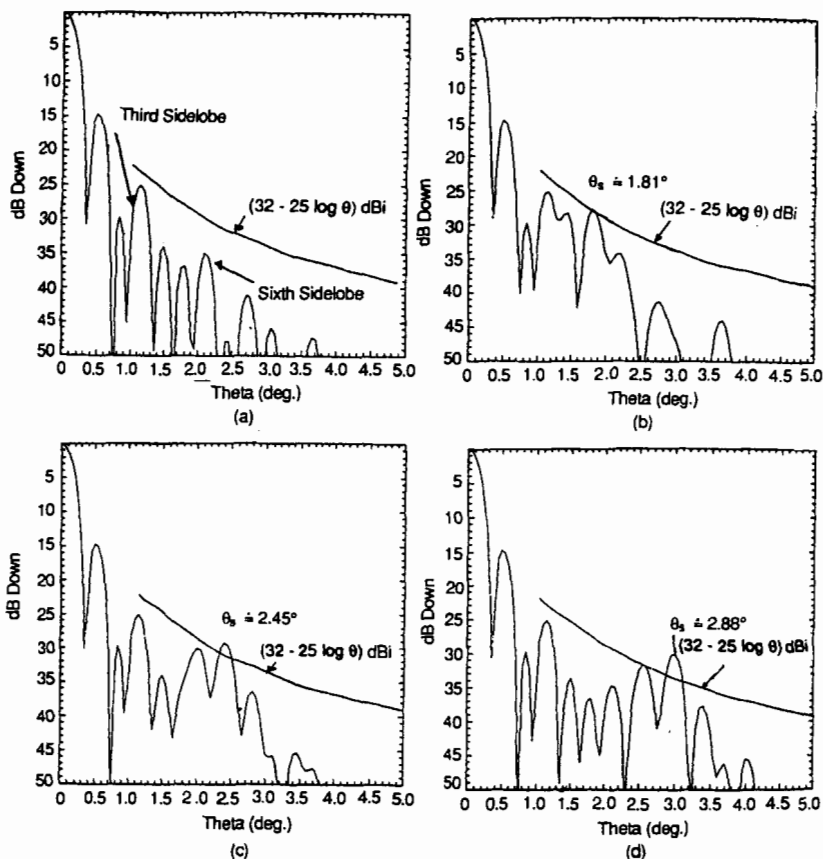 5
10
15
20
25
30
35
40
45
50
dB Down
Third Sidelobe
(32 - 25 log θ) dBi
Sixth Sidelobe
0 0.5 1.0 1.5 2.0 2.5 3.0 3.5 4.0 4.5 5.0
Theta (deg.)
(a)
5
10
15
20
25
30
35
40
45
50
dB Down
θs ≐ 1.81°
(32 - 25 log θ) dBi
0 0.5 1.0 1.5 2.0 2.5 3.0 3.5 4.0 4.5 5.0
Theta (deg.)
(b)
5
10
15
20
25
30
35
40
45
50
dB Down
θs ≐ 2.45°
(32 - 25 log θ) dBi
0 0.5 1.0 1.5 2.0 2.5 3.0 3.5 4.0 4.5 5.0
Theta (deg.)
(c)
5
10
15
20
25
30
35
40
45
50
dB Down
θs ≐ 2.88°
(32 - 25 log θ) dBi
0 0.5 1.0 1.5 2.0 2.5 3.0 3.5 4.0 4.5 5.0
Theta (deg.)
(d)